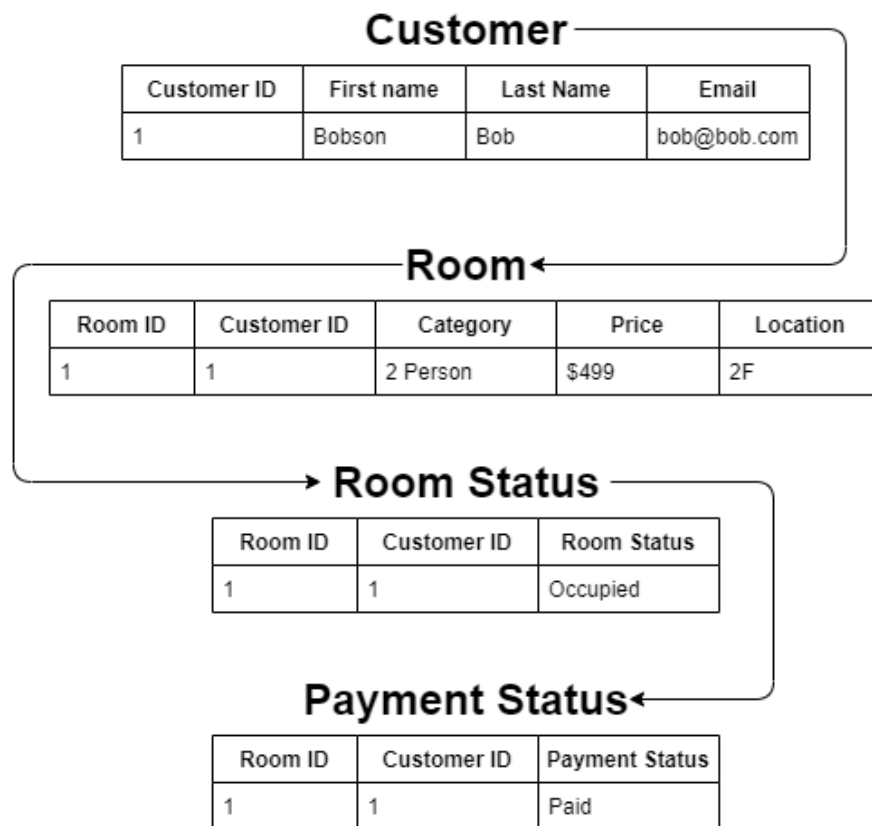 Customer
Customer ID First name Last Name Email
1 Bobson Bob bob@bob.com
Room
Room ID Customer ID Category Price Location
1 1 2 Person $499 2F
Room Status
Room ID Customer ID Room Status
1 1 Occupied
Payment Status
Room ID Customer ID Payment Status
1 1 Paid